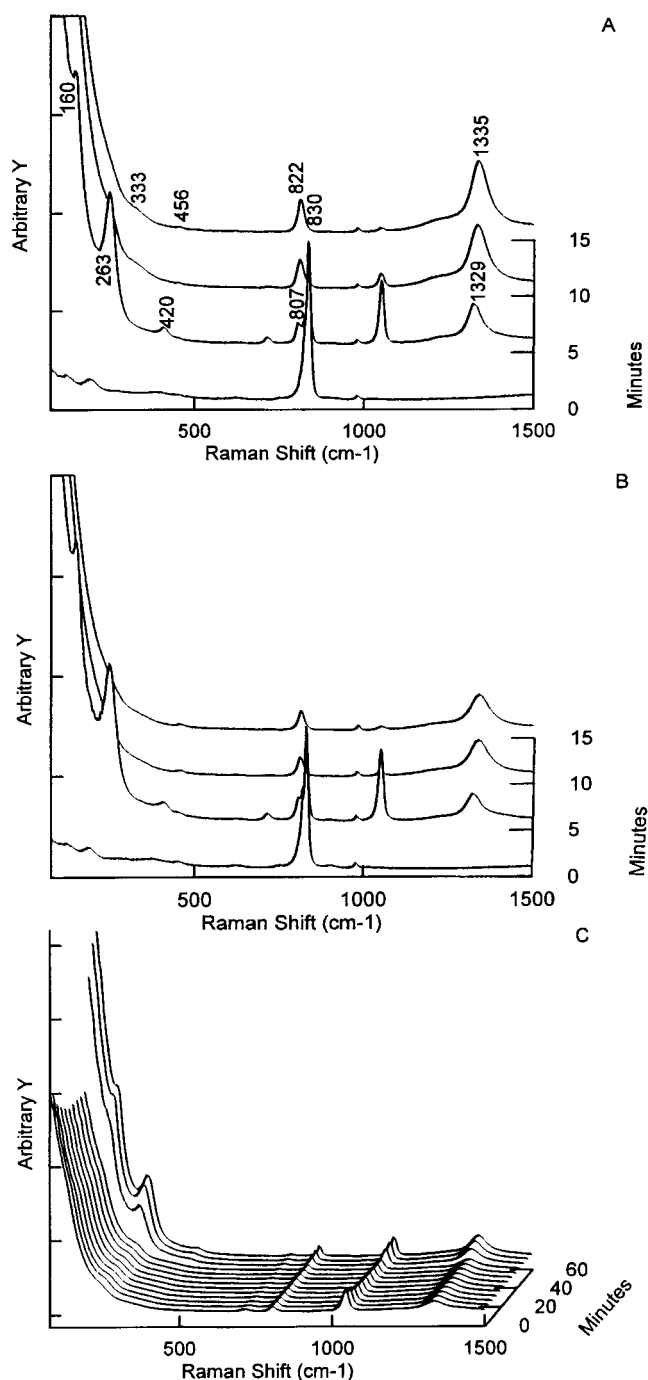 A
Arbitrary Y
160
263
333
420
456
822
830
807
1335
1329
15
10
5
0
Minutes
500
1000
1500
Raman Shift (cm-1)
B
Arbitrary Y
15
10
5
0
Minutes
500
1000
1500
Raman Shift (cm-1)
C
Arbitrary Y
60
40
20
0
Minutes
500
1000
1500
Raman Shift (cm-1)